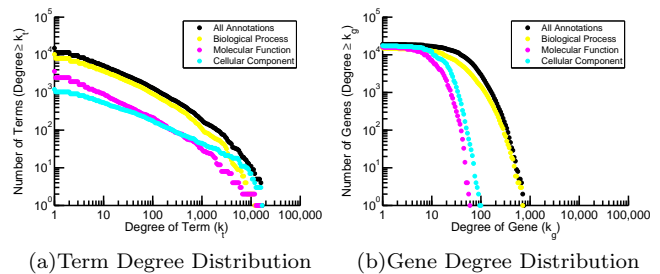 Number of Terms (Degree≥ k_t)
10^5
10^4
10^3
10^2
10^1
10^0
1
10
100
1,000
10,000
100,000
Degree of Term (k_t)
All Annotations
Biological Process
Molecular Function
Cellular Component
(a)Term Degree Distribution
Number of Genes (Degree≥ k_g)
10^5
10^4
10^3
10^2
10^1
10^0
1
10
100
1,000
10,000
100,000
Degree of Gene (k_g)
All Annotations
Biological Process
Molecular Function
Cellular Component
(b)Gene Degree Distribution